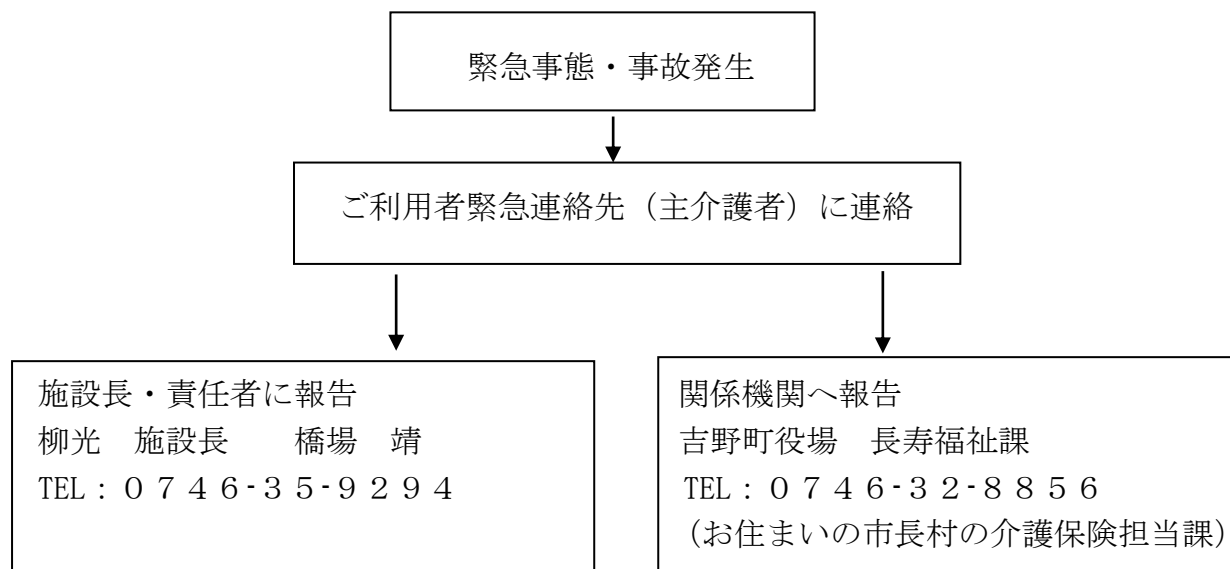 緊急事態・事故発生
ご利用者緊急連絡先（主介護者）に連絡
施設長・責任者に報告
柳光　施設長　　橋場　靖
TEL：０７４６-３５-９２９４
関係機関へ報告
吉野町役場　長寿福祉課
TEL：０７４６-３２-８８５６
（お住まいの市長村の介護保険担当課）